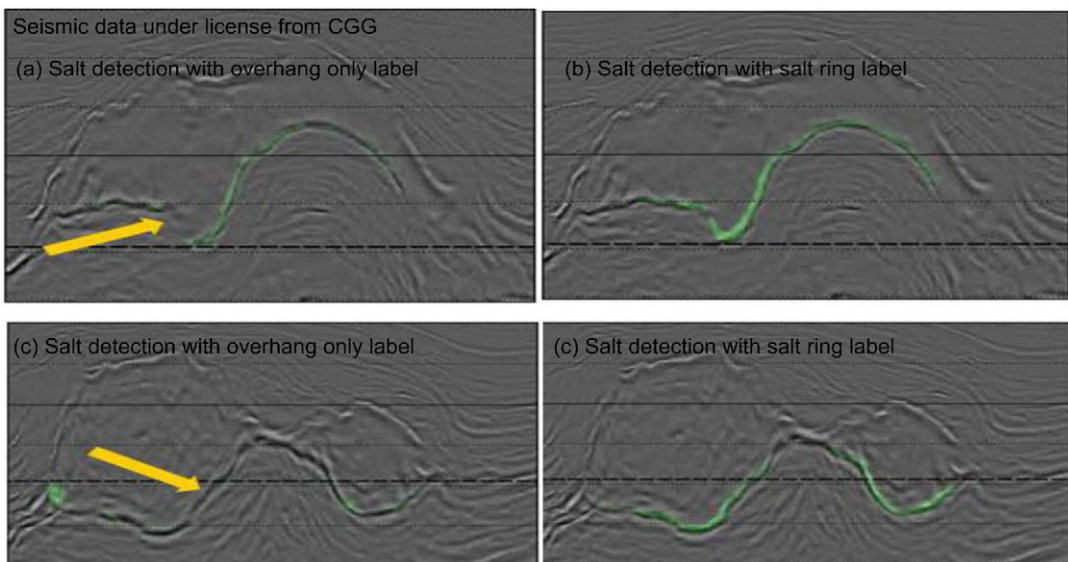 Seismic data under license from CGG
(a) Salt detection with overhang only label
(b) Salt detection with salt ring label
(c) Salt detection with overhang only label
(c) Salt detection with salt ring label